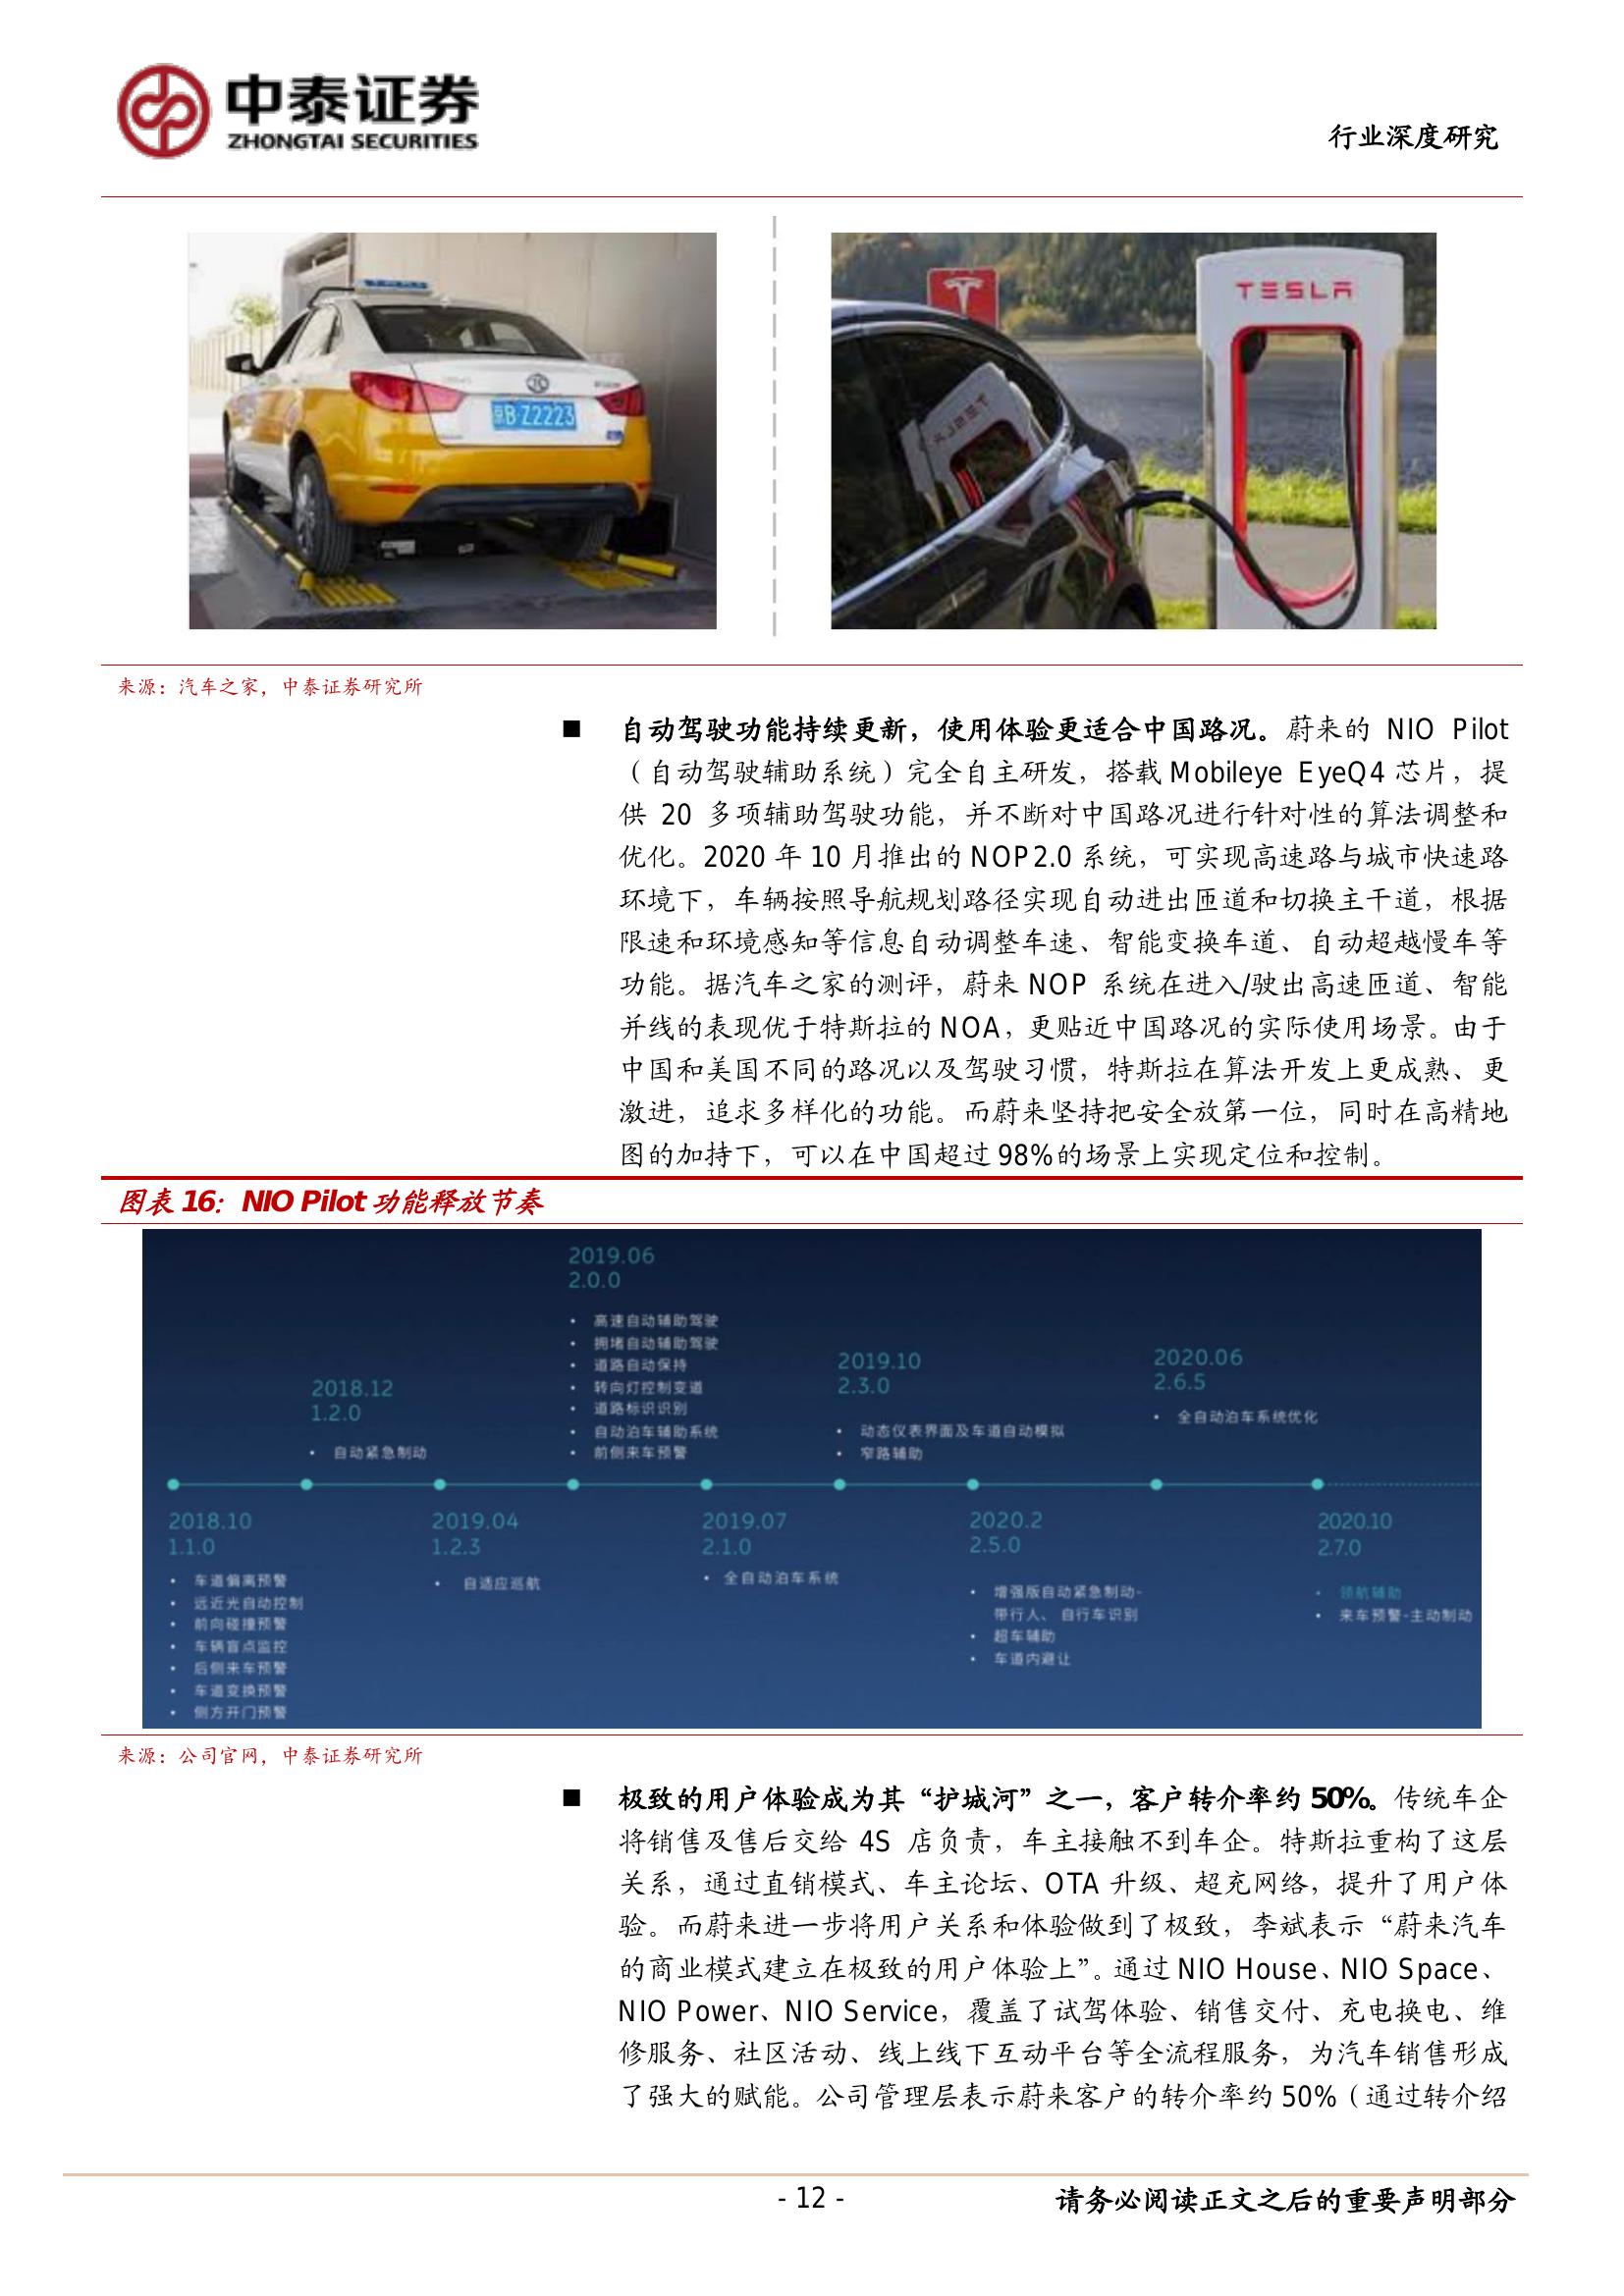 中泰证券
ZHONGTAI SECURITIES
行业深度研究
京B·Z2223
TESLA
TESLA
来源：汽车之家，中泰证券研究所
■ 自动驾驶功能持续更新，使用体验更适合中国路况。蔚来的 NIO Pilot
（自动驾驶辅助系统）完全自主研发，搭载 Mobileye EyeQ4 芯片，提
供 20 多项辅助驾驶功能，并不断对中国路况进行针对性的算法调整和
优化。2020 年 10 月推出的 NOP2.0 系统，可实现高速路与城市快速路
环境下，车辆按照导航规划路径实现自动进出匝道和切换主干道，根据
限速和环境感知等信息自动调整车速、智能变换车道、自动超越慢车等
功能。据汽车之家的测评，蔚来 NOP 系统在进入/驶出高速匝道、智能
并线的表现优于特斯拉的 NOA，更贴近中国路况的实际使用场景。由于
中国和美国不同的路况以及驾驶习惯，特斯拉在算法开发上更成熟、更
激进，追求多样化的功能。而蔚来坚持把安全放第一位，同时在高精地
图的加持下，可以在中国超过 98%的场景上实现定位和控制。
图表 16：NIO Pilot 功能释放节奏
2018.10
1.1.0
• 车道偏离预警
• 远近光自动控制
• 前向碰撞预警
• 车辆盲点监控
• 后侧来车预警
• 车道变换预警
• 侧方开门预警
2018.12
1.2.0
• 自动紧急制动
2019.04
1.2.3
• 自适应巡航
2019.06
2.0.0
• 高速自动辅助驾驶
• 拥堵自动辅助驾驶
• 道路自动保持
• 转向灯控制变道
• 道路标识识别
• 自动泊车辅助系统
• 前侧来车预警
2019.07
2.1.0
• 全自动泊车系统
2019.10
2.3.0
• 动态仪表界面及车道自动模拟
• 窄路辅助
2020.2
2.5.0
• 增强版自动紧急制动-
带行人、自行车识别
• 超车辅助
• 车道内避让
2020.06
2.6.5
• 全自动泊车系统优化
2020.10
2.7.0
• 领航辅助
• 来车预警-主动制动
来源：公司官网，中泰证券研究所
■ 极致的用户体验成为其“护城河”之一，客户转介率约 50%。传统车企
将销售及售后交给 4S 店负责，车主接触不到车企。特斯拉重构了这层
关系，通过直销模式、车主论坛、OTA 升级、超充网络，提升了用户体
验。而蔚来进一步将用户关系和体验做到了极致，李斌表示“蔚来汽车
的商业模式建立在极致的用户体验上”。通过 NIO House、NIO Space、
NIO Power、NIO Service，覆盖了试驾体验、销售交付、充电换电、维
修服务、社区活动、线上线下互动平台等全流程服务，为汽车销售形成
了强大的赋能。公司管理层表示蔚来客户的转介率约 50%（通过转介绍
- 12 -
请务必阅读正文之后的重要声明部分